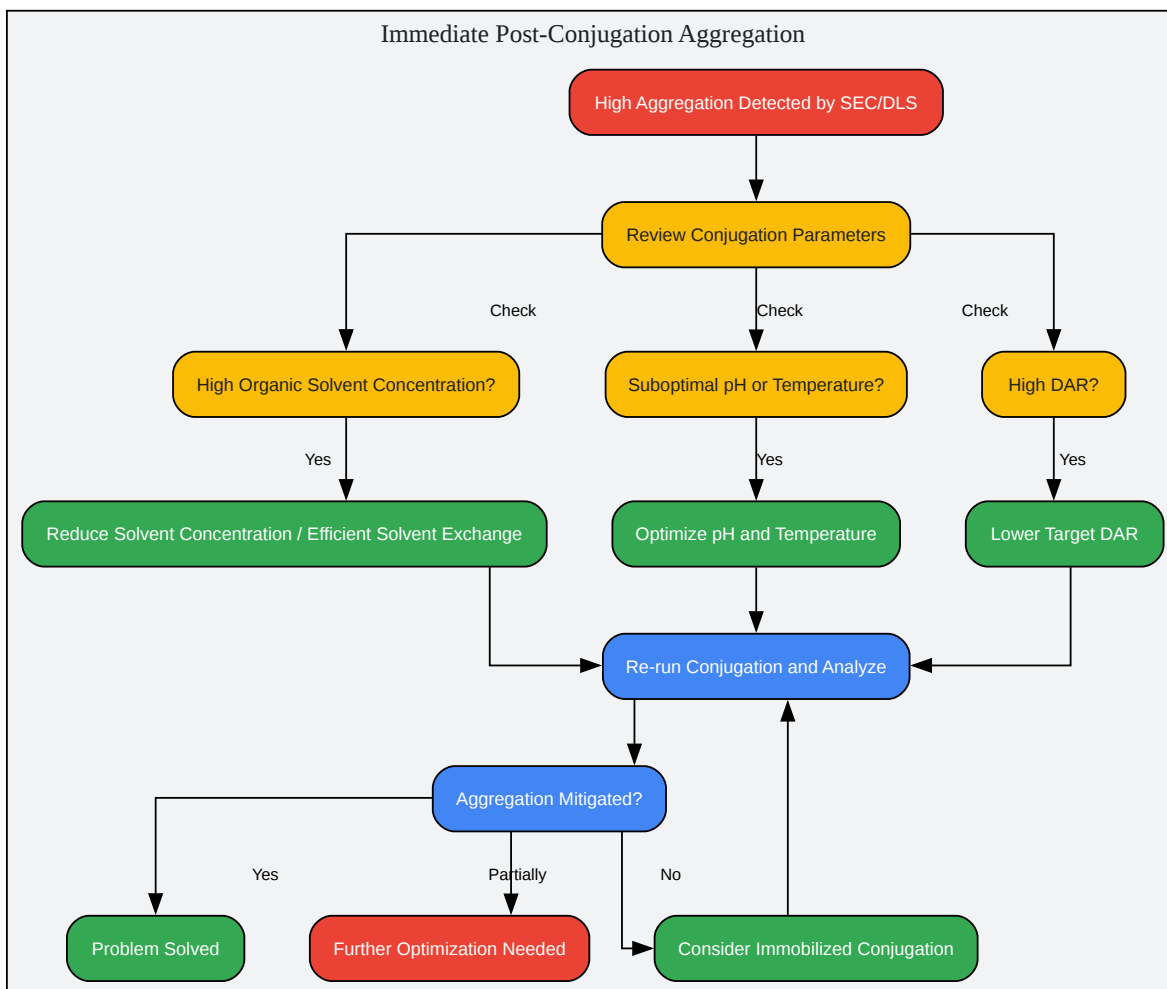 Immediate Post-Conjugation Aggregation
High Aggregation Detected by SEC/DLS
Review Conjugation Parameters
Check
Check
Check
High Organic Solvent Concentration?
Suboptimal pH or Temperature?
High DAR?
Yes
Yes
Yes
Reduce Solvent Concentration / Efficient Solvent Exchange
Optimize pH and Temperature
Lower Target DAR
Re-run Conjugation and Analyze
Aggregation Mitigated?
Yes
Partially
No
Problem Solved
Further Optimization Needed
Consider Immobilized Conjugation